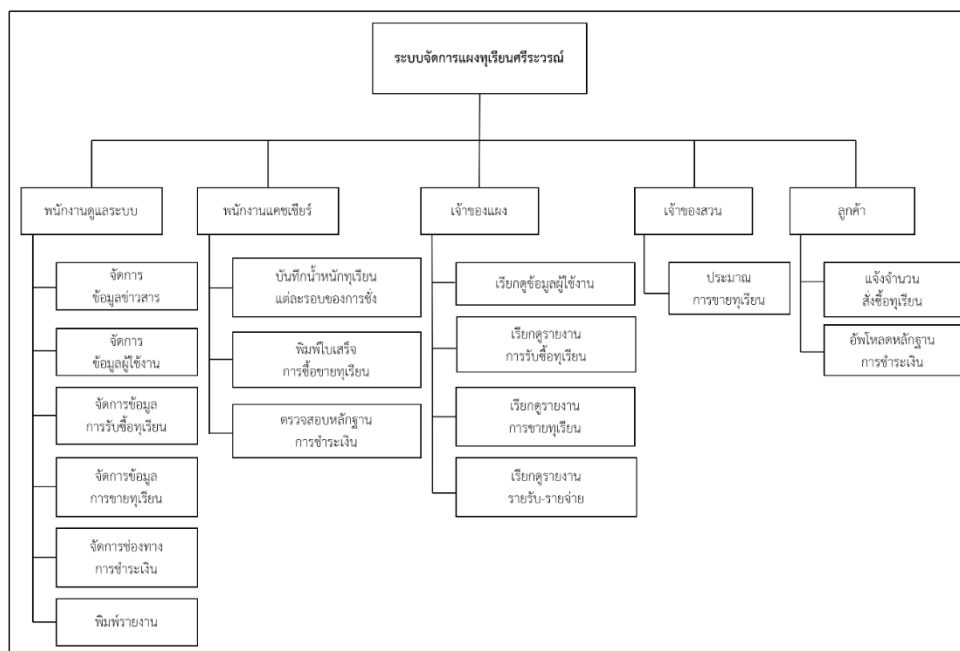 ระบบจัดการแผงทุเรียนศรีระวรณ์
พนักงานดูแลระบบ
จัดการ
ข้อมูลข่าวสาร
จัดการ
ข้อมูลผู้ใช้งาน
จัดการข้อมูล
การรับซื้อทุเรียน
จัดการข้อมูล
การขายทุเรียน
จัดการช่องทาง
การชำระเงิน
พิมพ์รายงาน
พนักงานแคชเชียร์
บันทึกน้ำหนักทุเรียน
แต่ละรอบของการชั่ง
พิมพ์ใบเสร็จ
การซื้อขายทุเรียน
ตรวจสอบหลักฐาน
การชำระเงิน
เจ้าของแผง
เรียกดูข้อมูลผู้ใช้งาน
เรียกดูรายงาน
การรับซื้อทุเรียน
เรียกดูรายงาน
การขายทุเรียน
เรียกดูรายงาน
รายรับ-รายจ่าย
เจ้าของสวน
ประมาณ
การขายทุเรียน
ลูกค้า
แจ้งจำนวน
สั่งซื้อทุเรียน
อัพโหลดหลักฐาน
การชำระเงิน